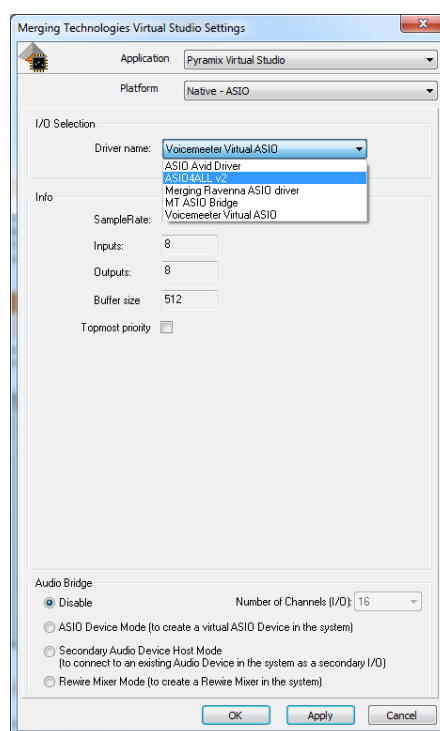 Merging Technologies Virtual Studio Settings
Application Pyramix Virtual Studio
Platform Native - ASIO
I/O Selection
Driver name: Voicemeeter Virtual ASIO
ASIO Avid Driver
ASIO4ALL v2
Merging Ravenna ASIO driver
MT ASIO Bridge
Voicemeeter Virtual ASIO
Info
SampleRate:
Inputs: 8
Outputs: 8
Buffer size 512
Topmost priority
Audio Bridge
Disable Number of Channels (I/O): 16
ASIO Device Mode (to create a virtual ASIO Device in the system)
Secondary Audio Device Host Mode
(to connect to an existing Audio Device in the system as a secondary I/O)
Rewire Mixer Mode (to create a Rewire Mixer in the system)
OK Apply Cancel